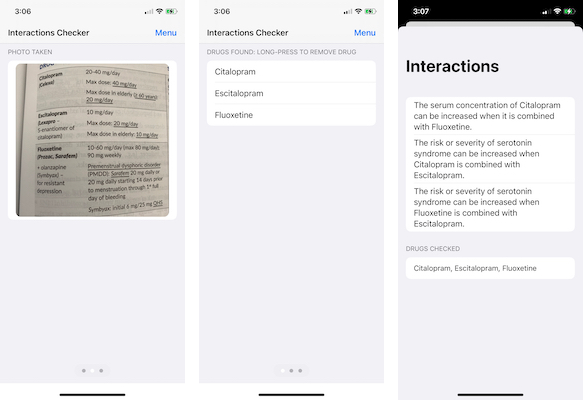 3:06
Interactions Checker
Menu
PHOTO TAKEN
Citalopram
(Celexa)
20-40 mg/day
Max dose: 40 mg/day
Max dose in elderly (≥ 60 years):
20 mg/day
Escitalopram
(Lexapro –
S-enantiomer of
citalopram)
10 mg/day
Max dose: 20 mg/day
Max dose in elderly: 10 mg/day
Fluoxetine
(Prozac, Sarafem)
+ olanzapine
(Symbyax) –
for resistant
depression
10-60 mg/day (max 80 mg/day);
90 mg weekly
Premenstrual dysphoric disorder
(PMDD): Sarafem 20 mg daily or
20 mg daily starting 14 days prior
to menstruation through 1st full
day of bleeding
Symbyax: initial 6 mg/25 mg QHS
3:06
Interactions Checker
Menu
DRUGS FOUND: LONG-PRESS TO REMOVE DRUG
Citalopram
Escitalopram
Fluoxetine
3:07
Interactions
The serum concentration of Citalopram
can be increased when it is combined
with Fluoxetine.
The risk or severity of serotonin
syndrome can be increased when
Citalopram is combined with
Escitalopram.
The risk or severity of serotonin
syndrome can be increased when
Fluoxetine is combined with
Escitalopram.
DRUGS CHECKED
Citalopram, Escitalopram, Fluoxetine